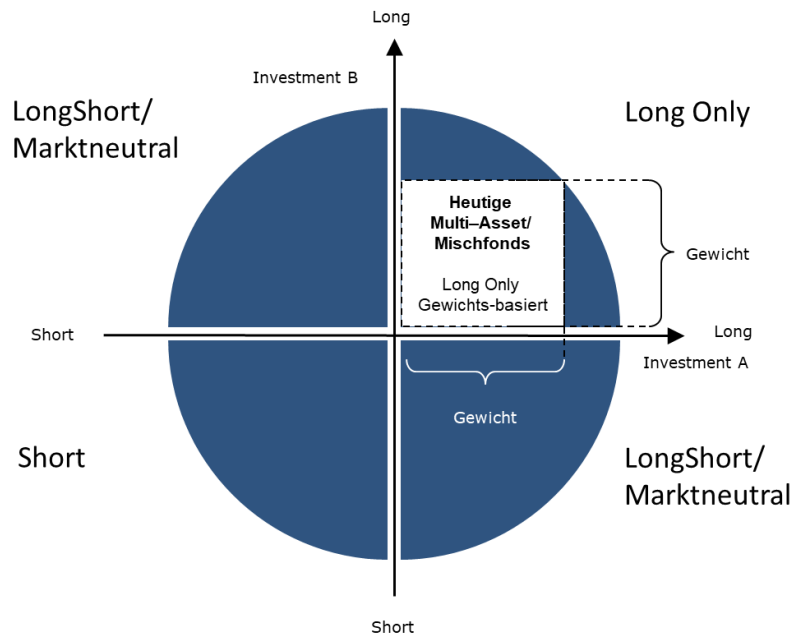 Long
Investment B
LongShort/
Marktneutral
Long Only
Heutige
Multi–Asset/
Mischfonds
Long Only
Gewichts-basiert
Gewicht
Short
Long
Investment A
Gewicht
Short
LongShort/
Marktneutral
Short